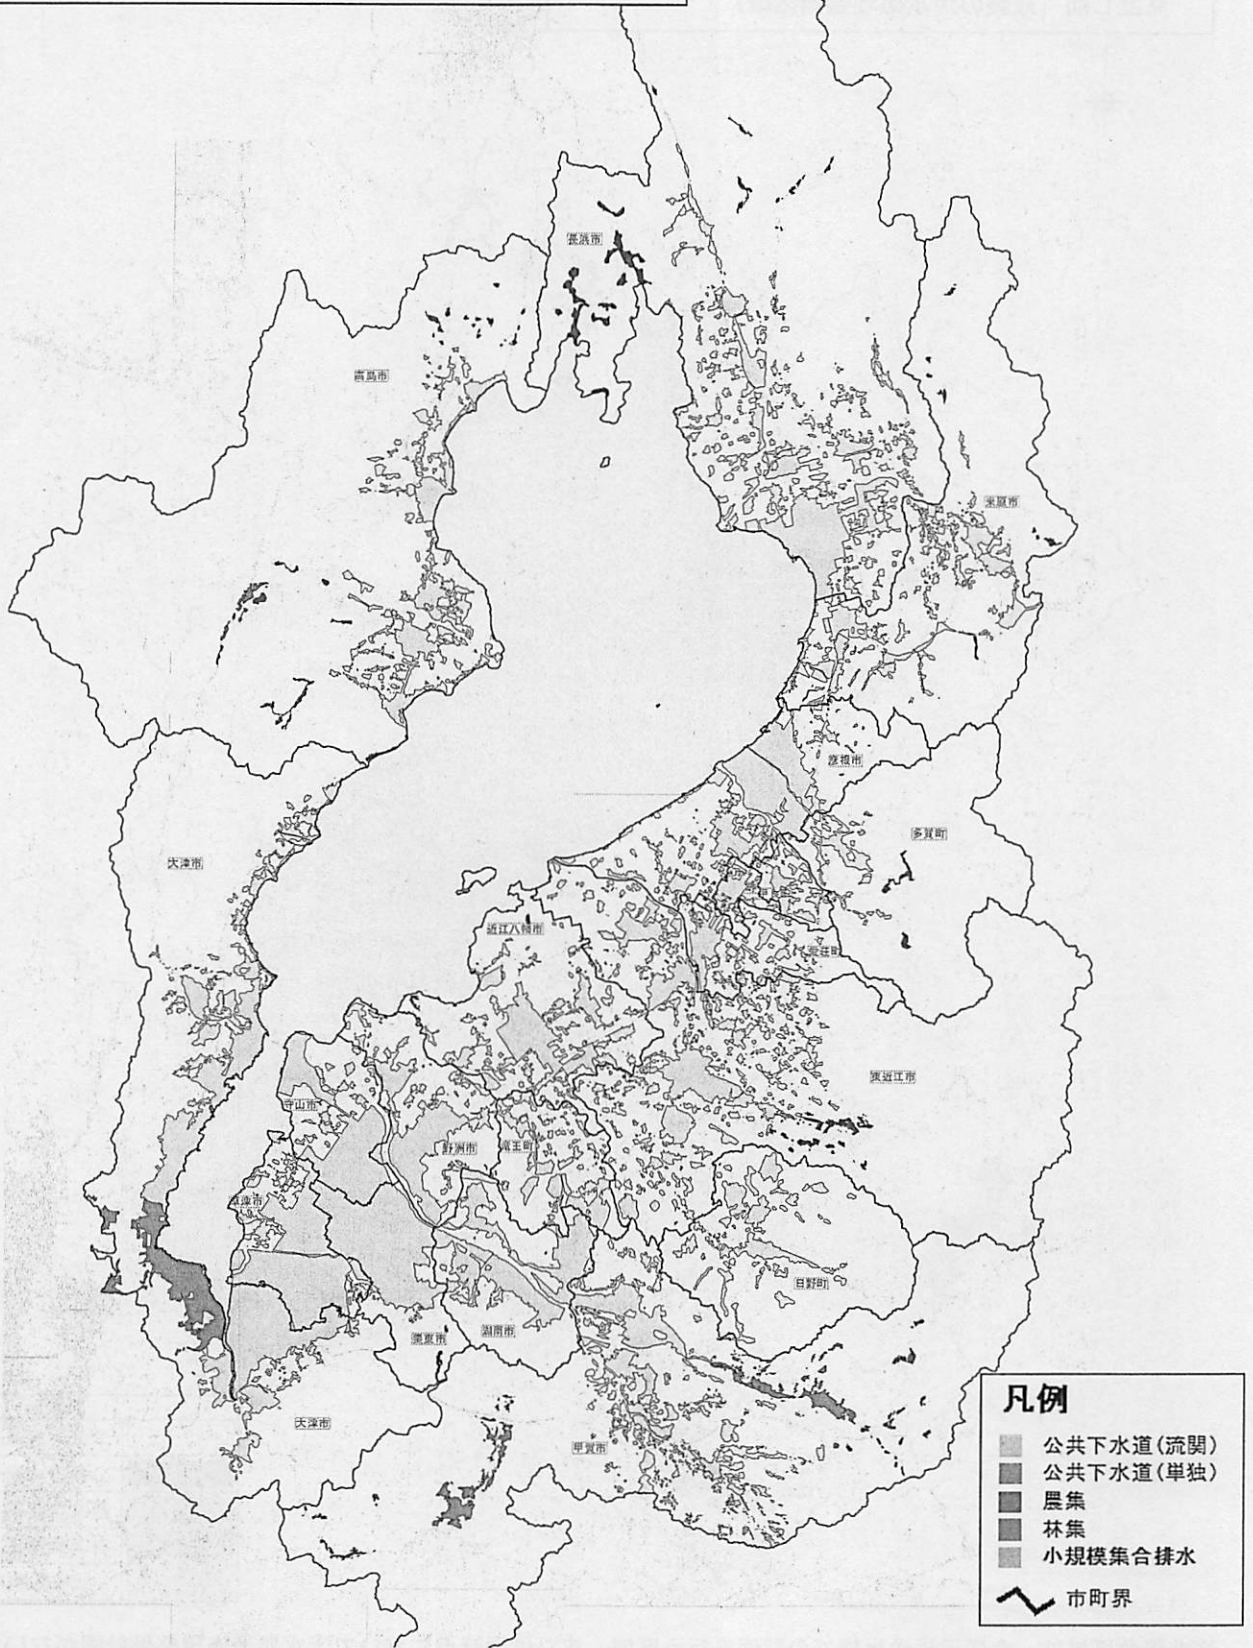 長浜市
高島市
米原市
彦根市
多賀町
大津市
近江八幡市
東近江市
守山市
野洲市
竜王町
草津市
日野町
栗東市
湖南市
大津市
甲賀市
凡例
公共下水道(流関)
公共下水道(単独)
農集
林集
小規模集合排水
市町界